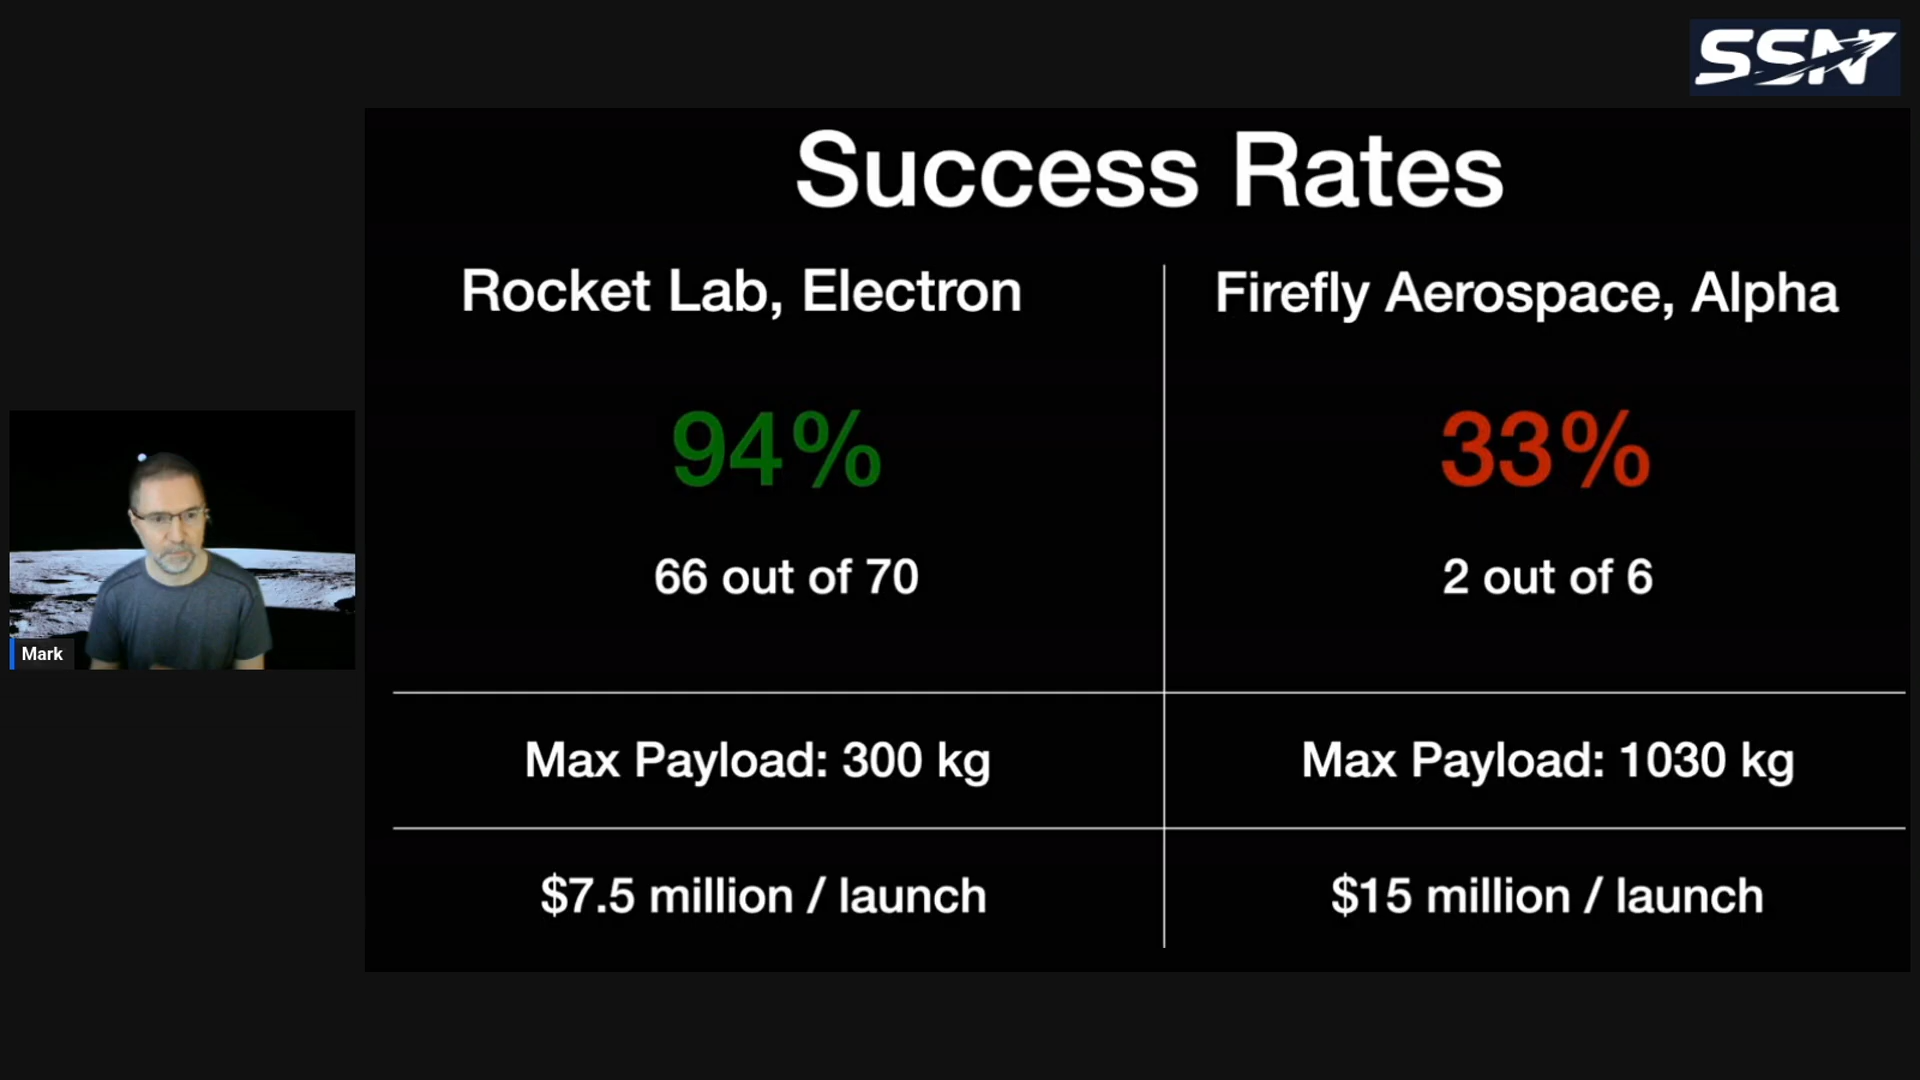 SSN
Success Rates
Rocket Lab, Electron
94%
66 out of 70
Max Payload: 300 kg
$7.5 million / launch
Firefly Aerospace, Alpha
33%
2 out of 6
Max Payload: 1030 kg
$15 million / launch
Mark